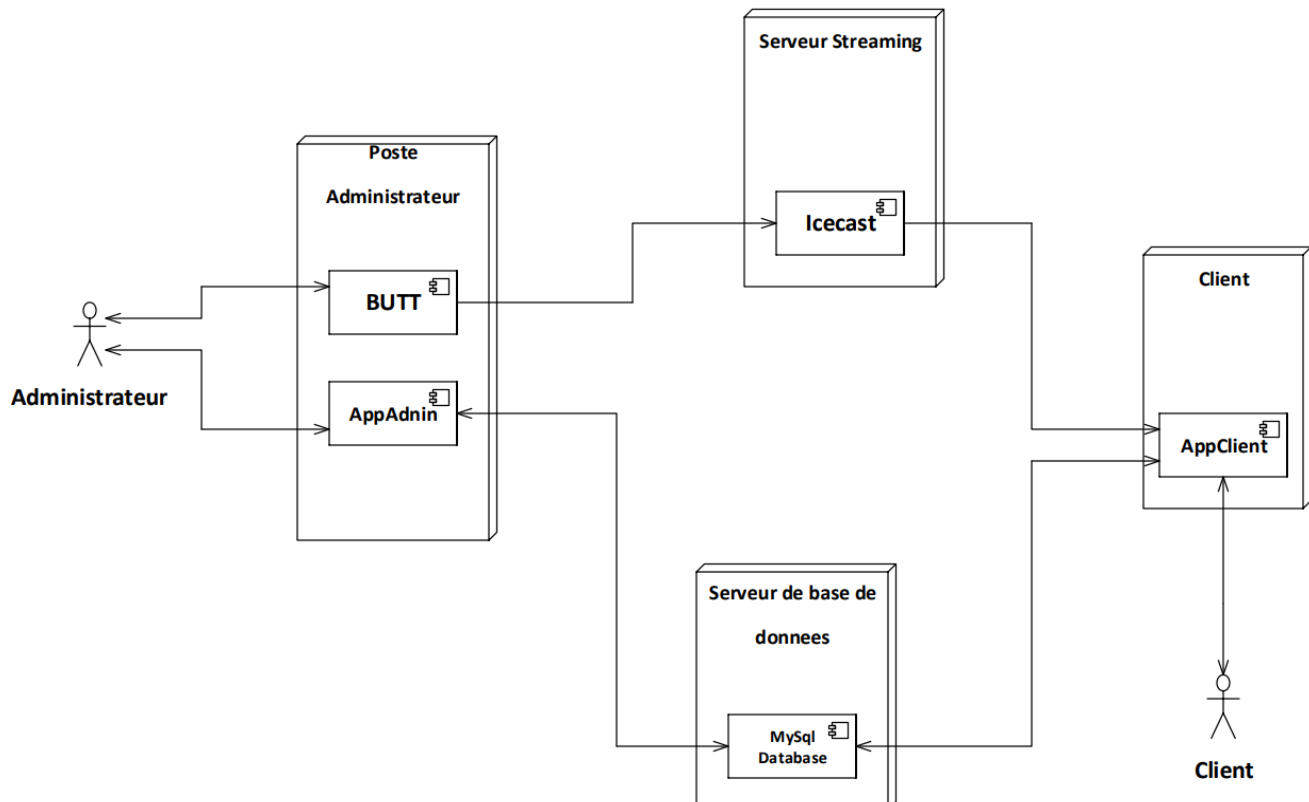 Serveur Streaming
Icecast
Poste
Administrateur
BUTT
AppAdnin
Administrateur
Client
AppClient
Serveur de base de
donnees
MySql
Database
Client